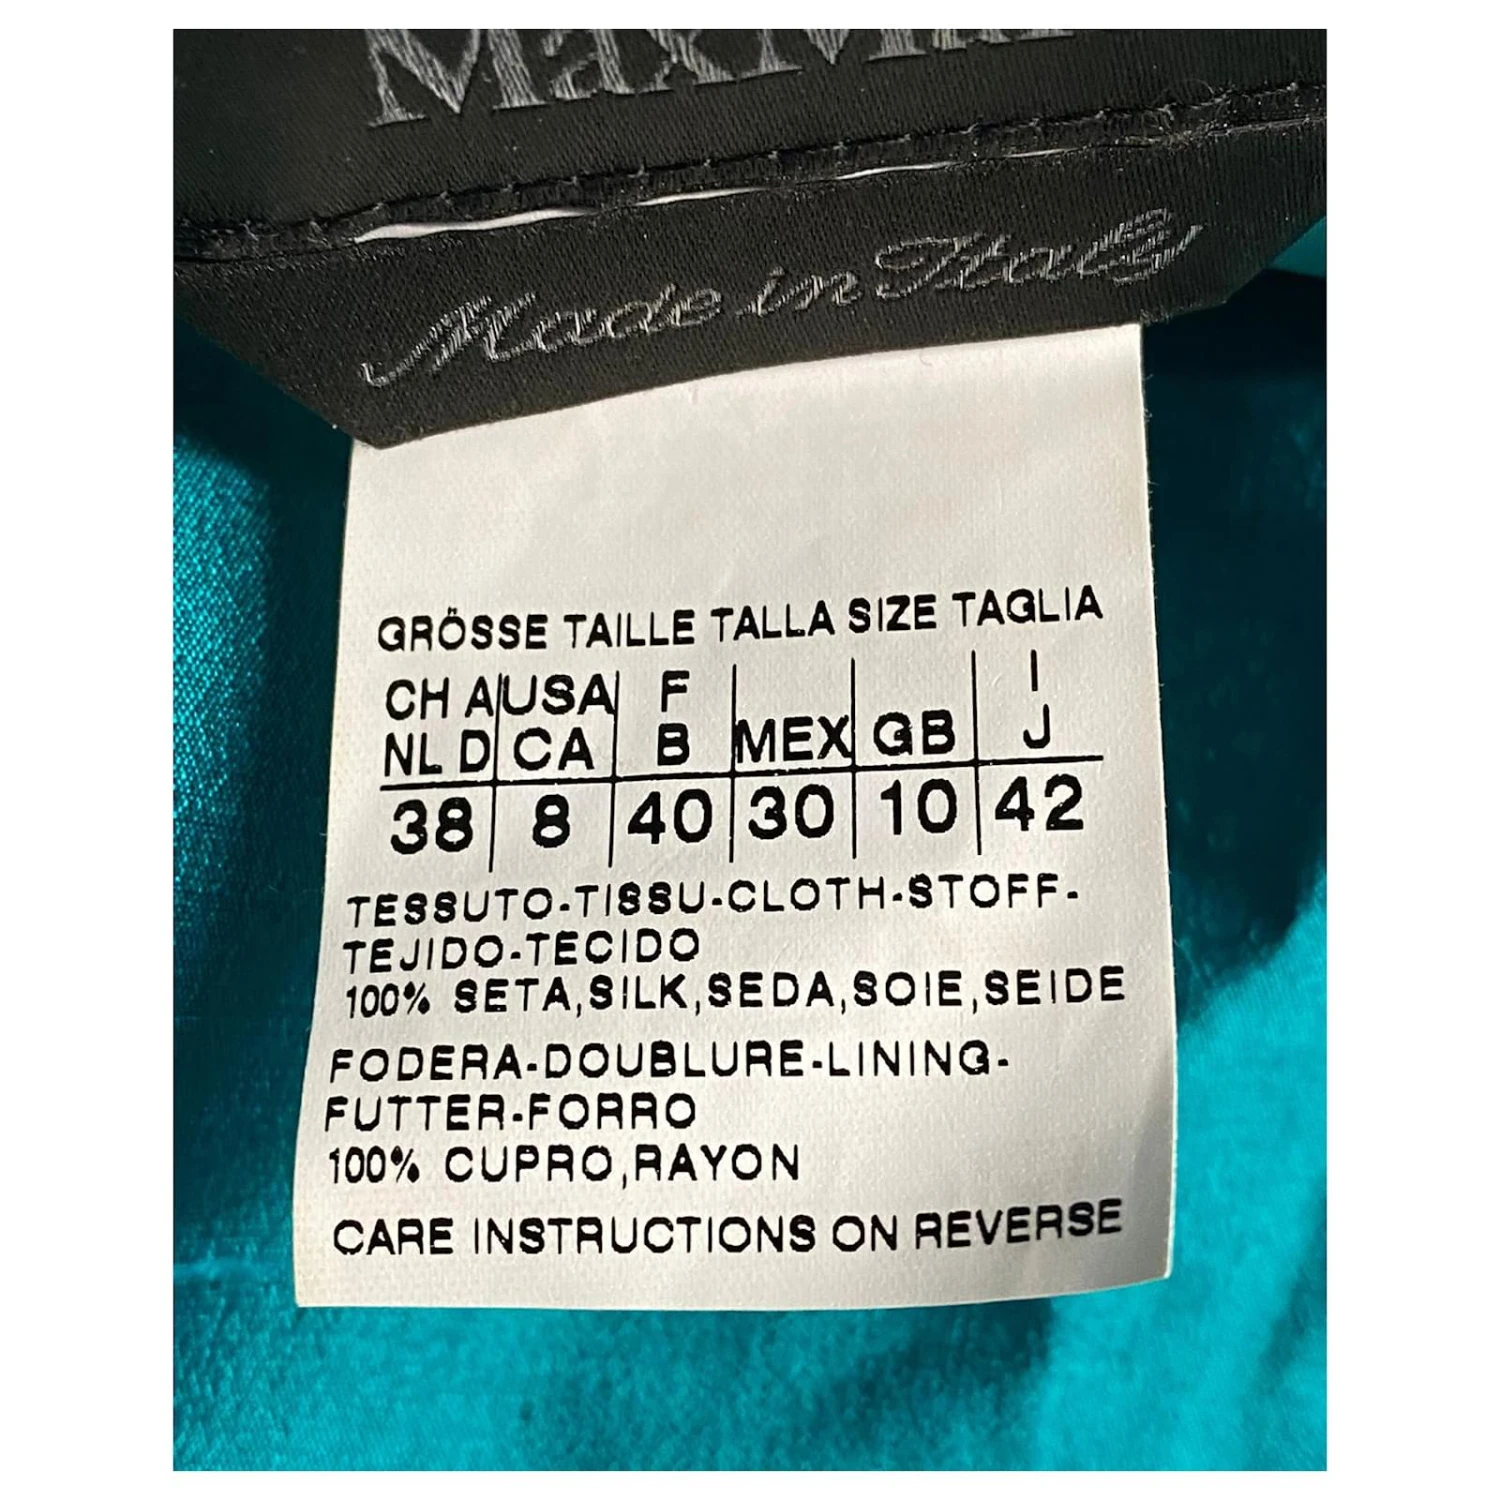 MaxMar
Made in Italy
GRÖSSE TAILLE TALLA SIZE TAGLIA
CH A USA F I
NL D CA B MEX GB J
38 8 40 30 10 42
TESSUTO-TISSU-CLOTH-STOFF-
TEJIDO-TECIDO
100% SETA,SILK,SEDA,SOIE,SEIDE
FODERA-DOUBLURE-LINING-
FUTTER-FORRO
100% CUPRO,RAYON
CARE INSTRUCTIONS ON REVERSE